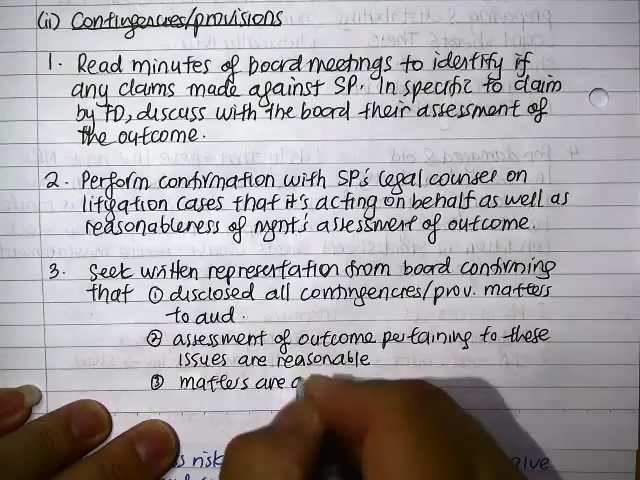 (ii) Contingencies/provisions
1. Read minutes of board meetings to identify if
any claims made against SP. In specific to claim
by TD, discuss with the board their assessment of
the outcome.
2. Perform confirmation with SP's legal counsel on
litigation cases that it's acting on behalf as well as
reasonableness of mgnt's assessment of outcome.
3. Seek written representation from board confirming
that ① disclosed all contingencies/prov. matters
to aud.
② assessment of outcome pertaining to these
issues are reasonable
③ matters are
risk